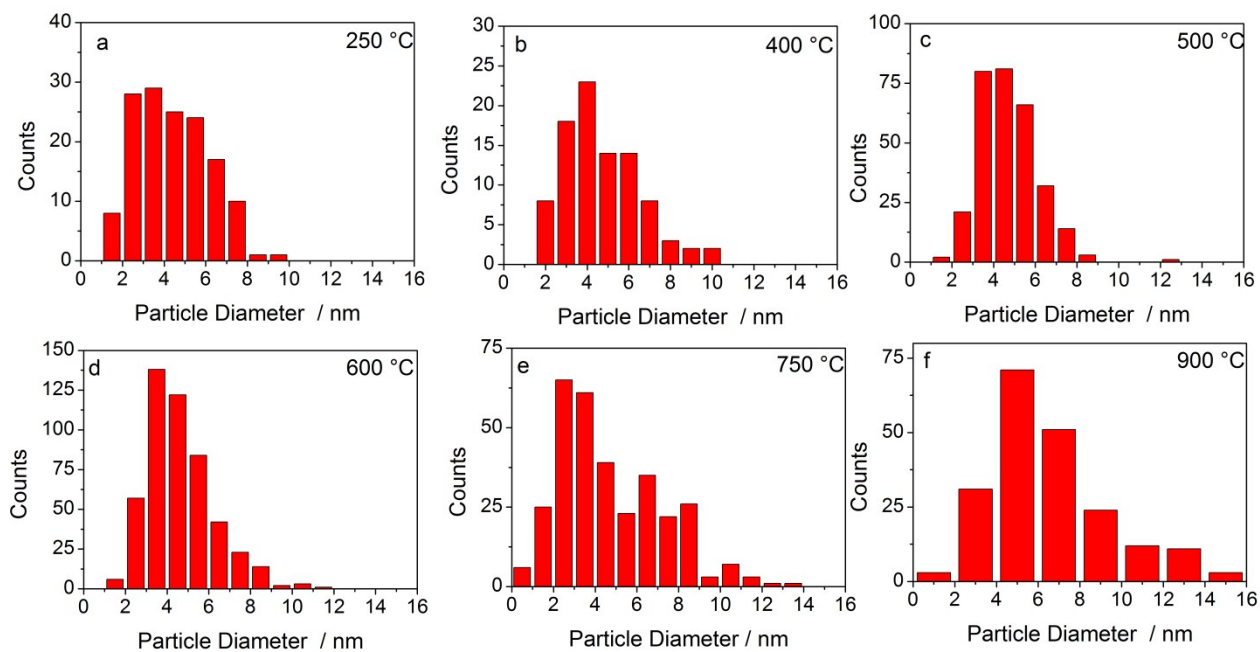 a
250 °C
40
30
20
10
0
Counts
0 2 4 6 8 10 12 14 16
Particle Diameter / nm
b
400 °C
30
25
20
15
10
5
0
Counts
0 2 4 6 8 10 12 14 16
Particle Diameter / nm
c
500 °C
100
75
50
25
0
Counts
0 2 4 6 8 10 12 14 16
Particle Diameter / nm
d
600 °C
150
125
100
75
50
25
0
Counts
0 2 4 6 8 10 12 14 16
Particle Diameter / nm
e
750 °C
75
50
25
0
Counts
0 2 4 6 8 10 12 14 16
Particle Diameter / nm
f
900 °C
75
50
25
0
Counts
0 2 4 6 8 10 12 14 16
Particle Diameter / nm